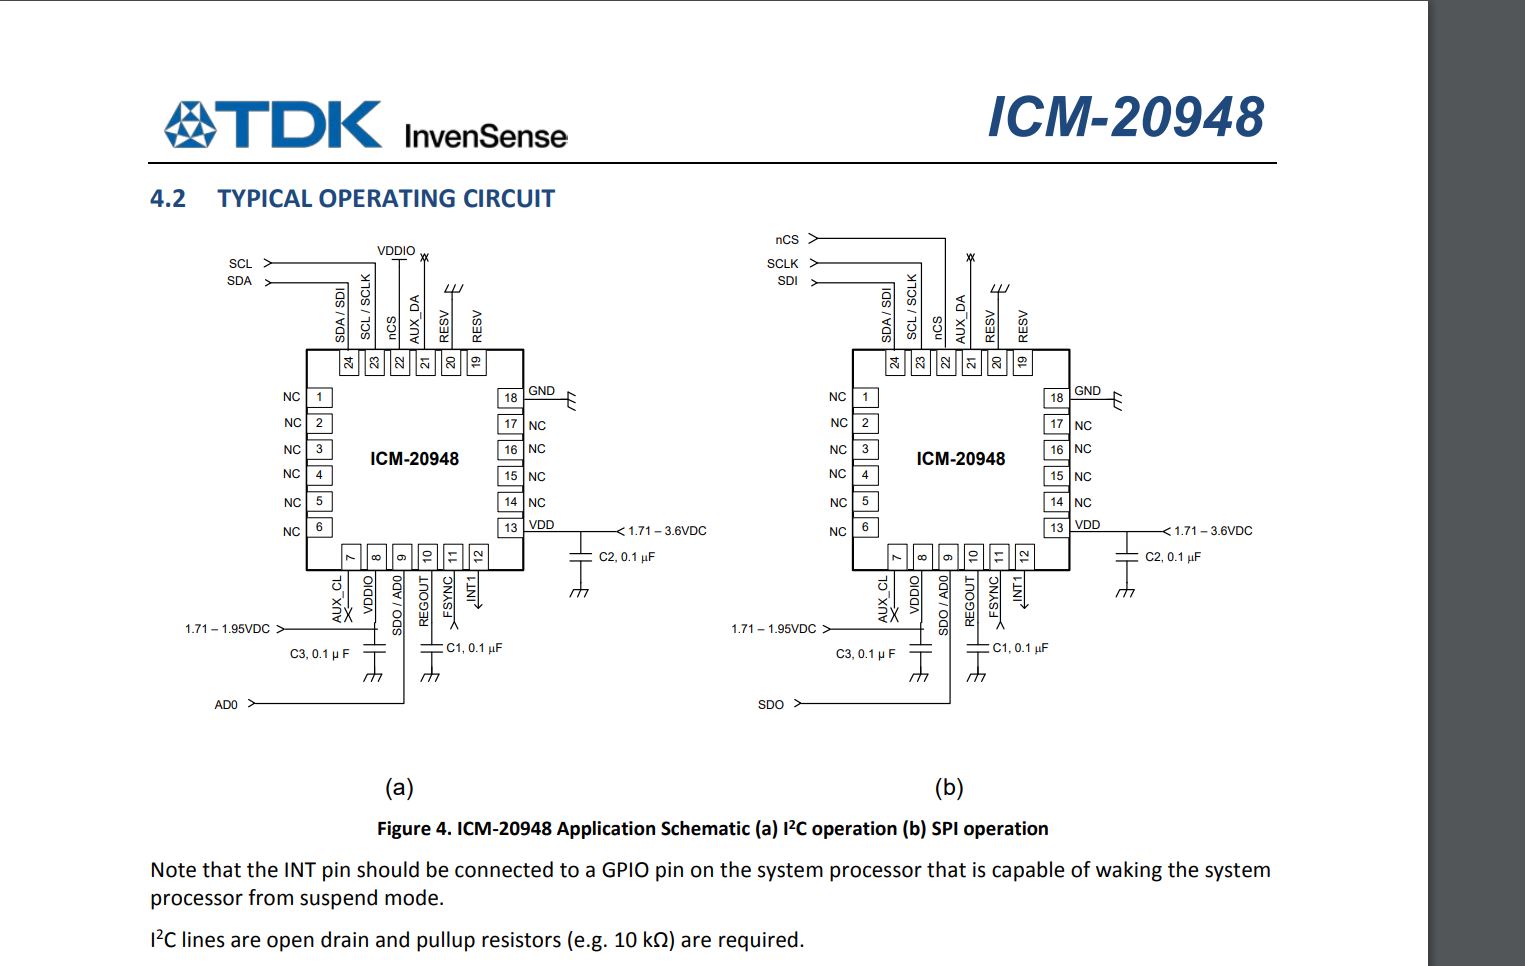 TDK InvenSense
ICM-20948
4.2 TYPICAL OPERATING CIRCUIT
SCL
SDA
VDDIO
SDA / SDI
SCL / SCLK
nCS
AUX_DA
RESV
RESV
24
23
22
21
20
19
NC 1
NC 2
NC 3
NC 4
NC 5
NC 6
ICM-20948
18 GND
17 NC
16 NC
15 NC
14 NC
13 VDD
1.71 – 3.6VDC
C2, 0.1 µF
7
8
9
10
11
12
AUX_CL
VDDIO
SDO / AD0
REGOUT
FSYNC
INT1
1.71 – 1.95VDC
C3, 0.1 µ F
C1, 0.1 µF
AD0
(a)
nCS
SCLK
SDI
SDA / SDI
SCL / SCLK
nCS
AUX_DA
RESV
RESV
24
23
22
21
20
19
NC 1
NC 2
NC 3
NC 4
NC 5
NC 6
ICM-20948
18 GND
17 NC
16 NC
15 NC
14 NC
13 VDD
1.71 – 3.6VDC
C2, 0.1 µF
7
8
9
10
11
12
AUX_CL
VDDIO
SDO / AD0
REGOUT
FSYNC
INT1
1.71 – 1.95VDC
C3, 0.1 µ F
C1, 0.1 µF
SDO
(b)
Figure 4. ICM-20948 Application Schematic (a) I²C operation (b) SPI operation
Note that the INT pin should be connected to a GPIO pin on the system processor that is capable of waking the system
processor from suspend mode.
I²C lines are open drain and pullup resistors (e.g. 10 kΩ) are required.